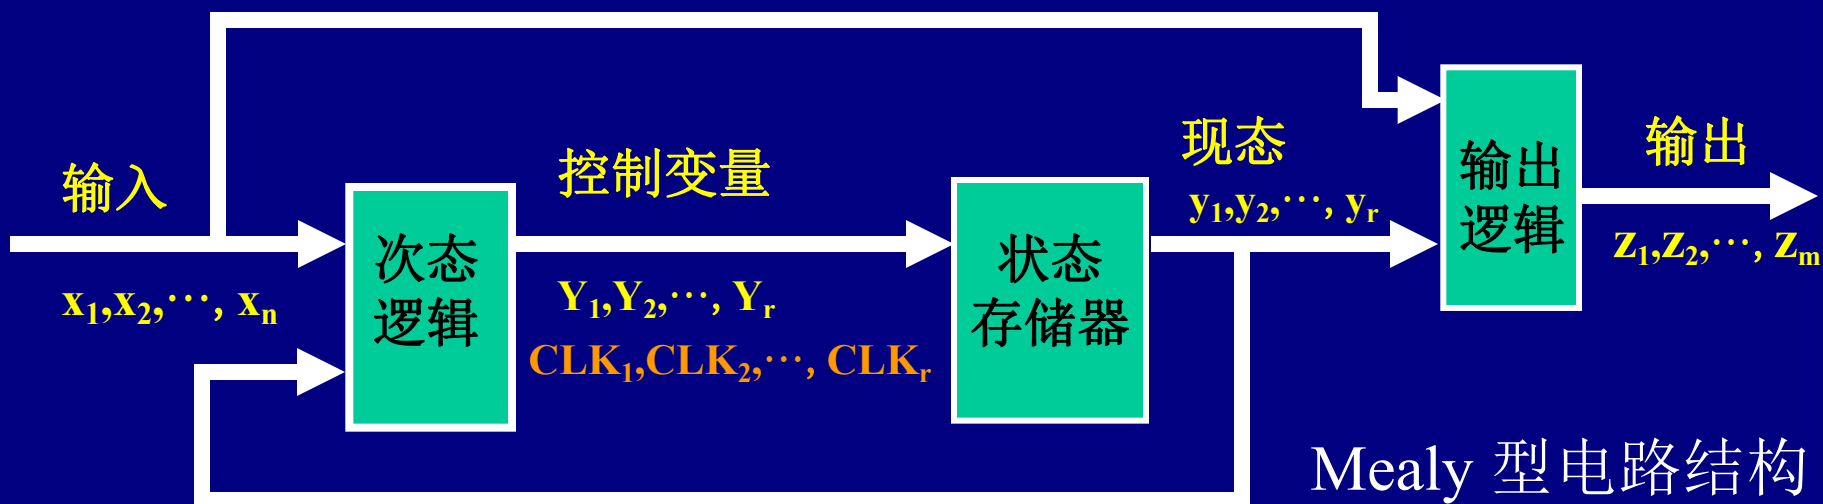 输入
x₁,x₂,⋯, xₙ
次态
逻辑
控制变量
Y₁,Y₂,⋯, Yᵣ
CLK₁,CLK₂,⋯, CLKᵣ
状态
存储器
现态
y₁,y₂,⋯, yᵣ
输出
逻辑
输出
z₁,z₂,⋯, zₘ
Mealy 型电路结构